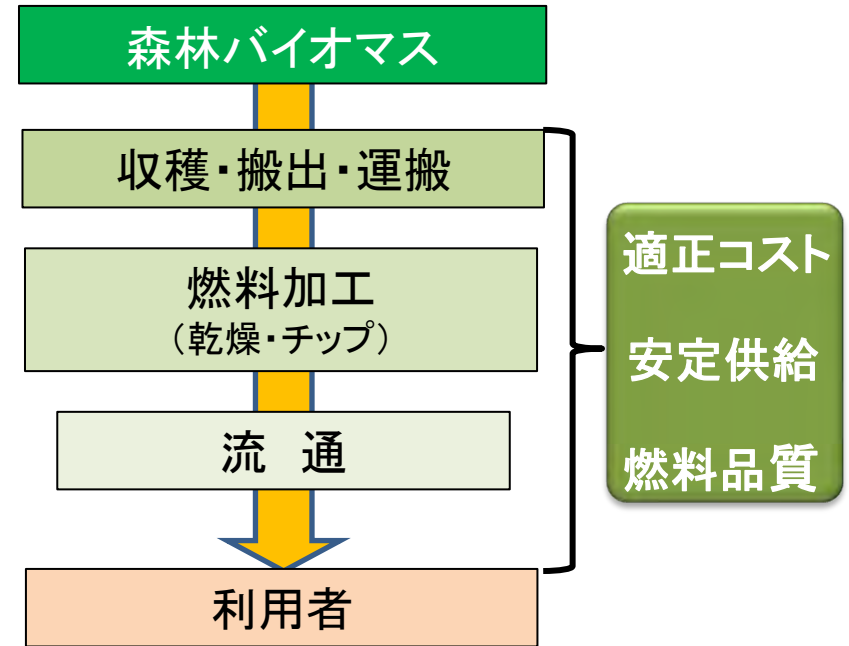 森林バイオマス
収穫・搬出・運搬
燃料加工
（乾燥・チップ）
流　通
利用者
適正コスト
安定供給
燃料品質